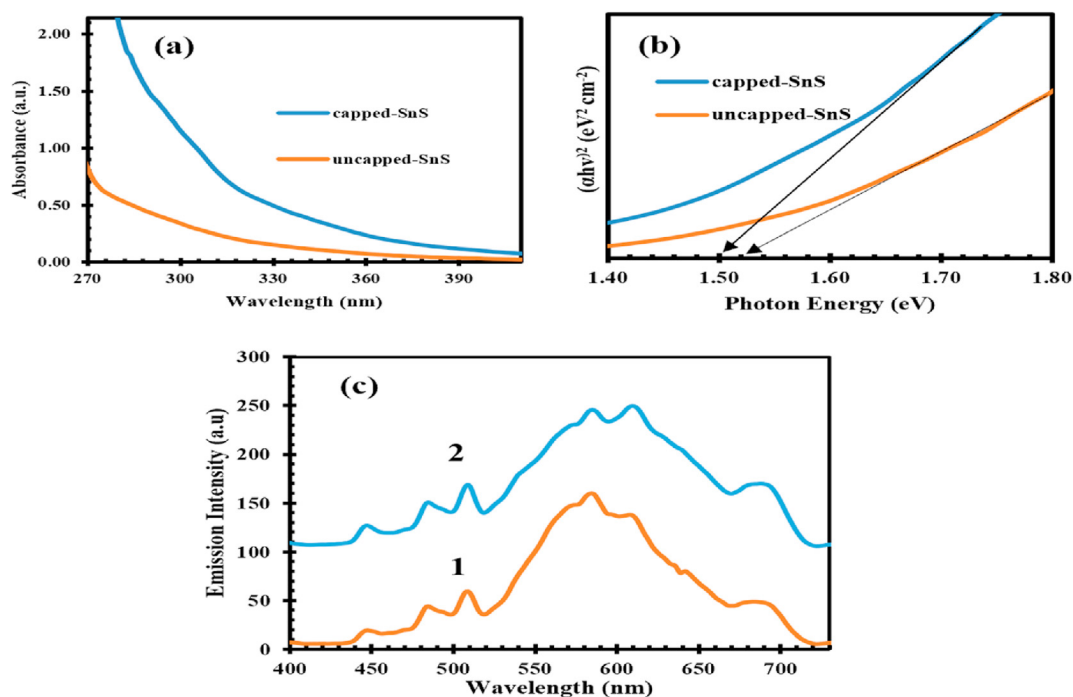 (a)
2.00
1.50
1.00
0.50
0.00
Absorbance (a.u.)
capped-SnS
uncapped-SnS
270 300 330 360 390
Wavelength (nm)
(b)
(αhν)² (eV² cm⁻²)
capped-SnS
uncapped-SnS
1.40 1.50 1.60 1.70 1.80
Photon Energy (eV)
(c)
300
250
200
150
100
50
0
Emission Intensity (a.u)
2
1
400 450 500 550 600 650 700
Wavelength (nm)